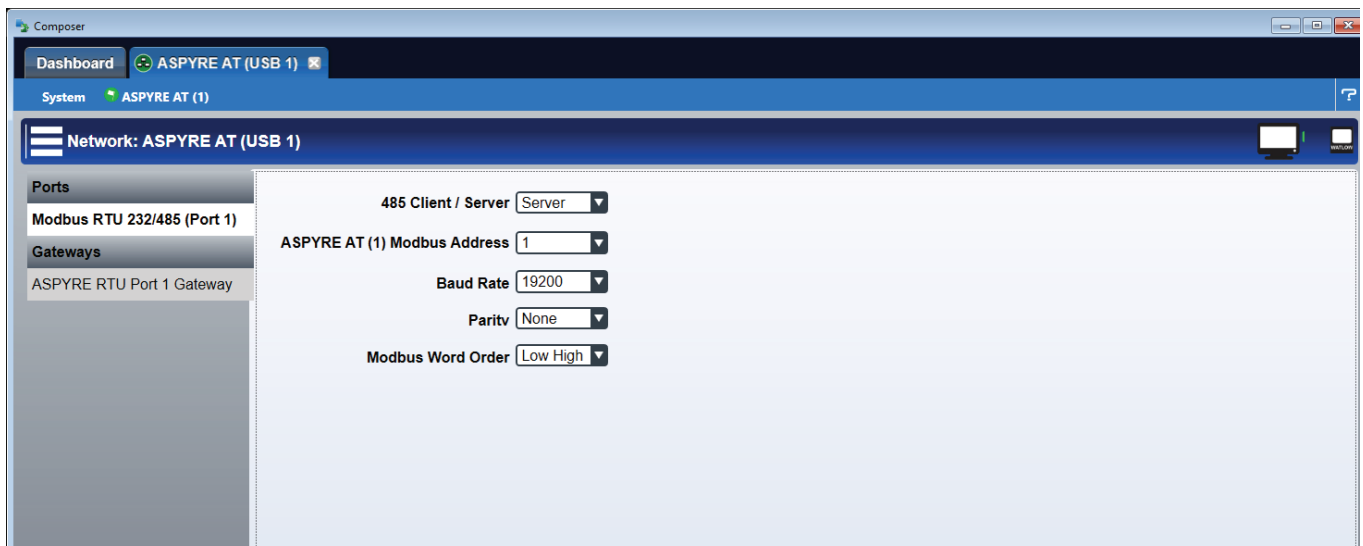 Composer
Dashboard ASPYRE AT (USB 1)
System ASPYRE AT (1)
Network: ASPYRE AT (USB 1)
WATLOW
Ports
Modbus RTU 232/485 (Port 1)
Gateways
ASPYRE RTU Port 1 Gateway
485 Client / Server Server
ASPYRE AT (1) Modbus Address 1
Baud Rate 19200
Parity None
Modbus Word Order Low High